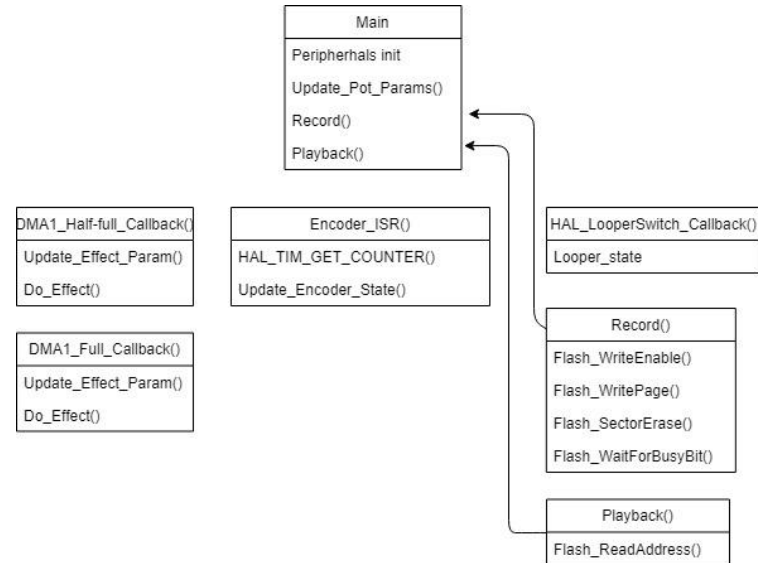 Main
Peripherhals init
Update_Pot_Params()
Record()
Playback()
DMA1_Half-full_Callback()
Update_Effect_Param()
Do_Effect()
Encoder_ISR()
HAL_TIM_GET_COUNTER()
Update_Encoder_State()
HAL_LooperSwitch_Callback()
Looper_state
DMA1_Full_Callback()
Update_Effect_Param()
Do_Effect()
Record()
Flash_WriteEnable()
Flash_WritePage()
Flash_SectorErase()
Flash_WaitForBusyBit()
Playback()
Flash_ReadAddress()